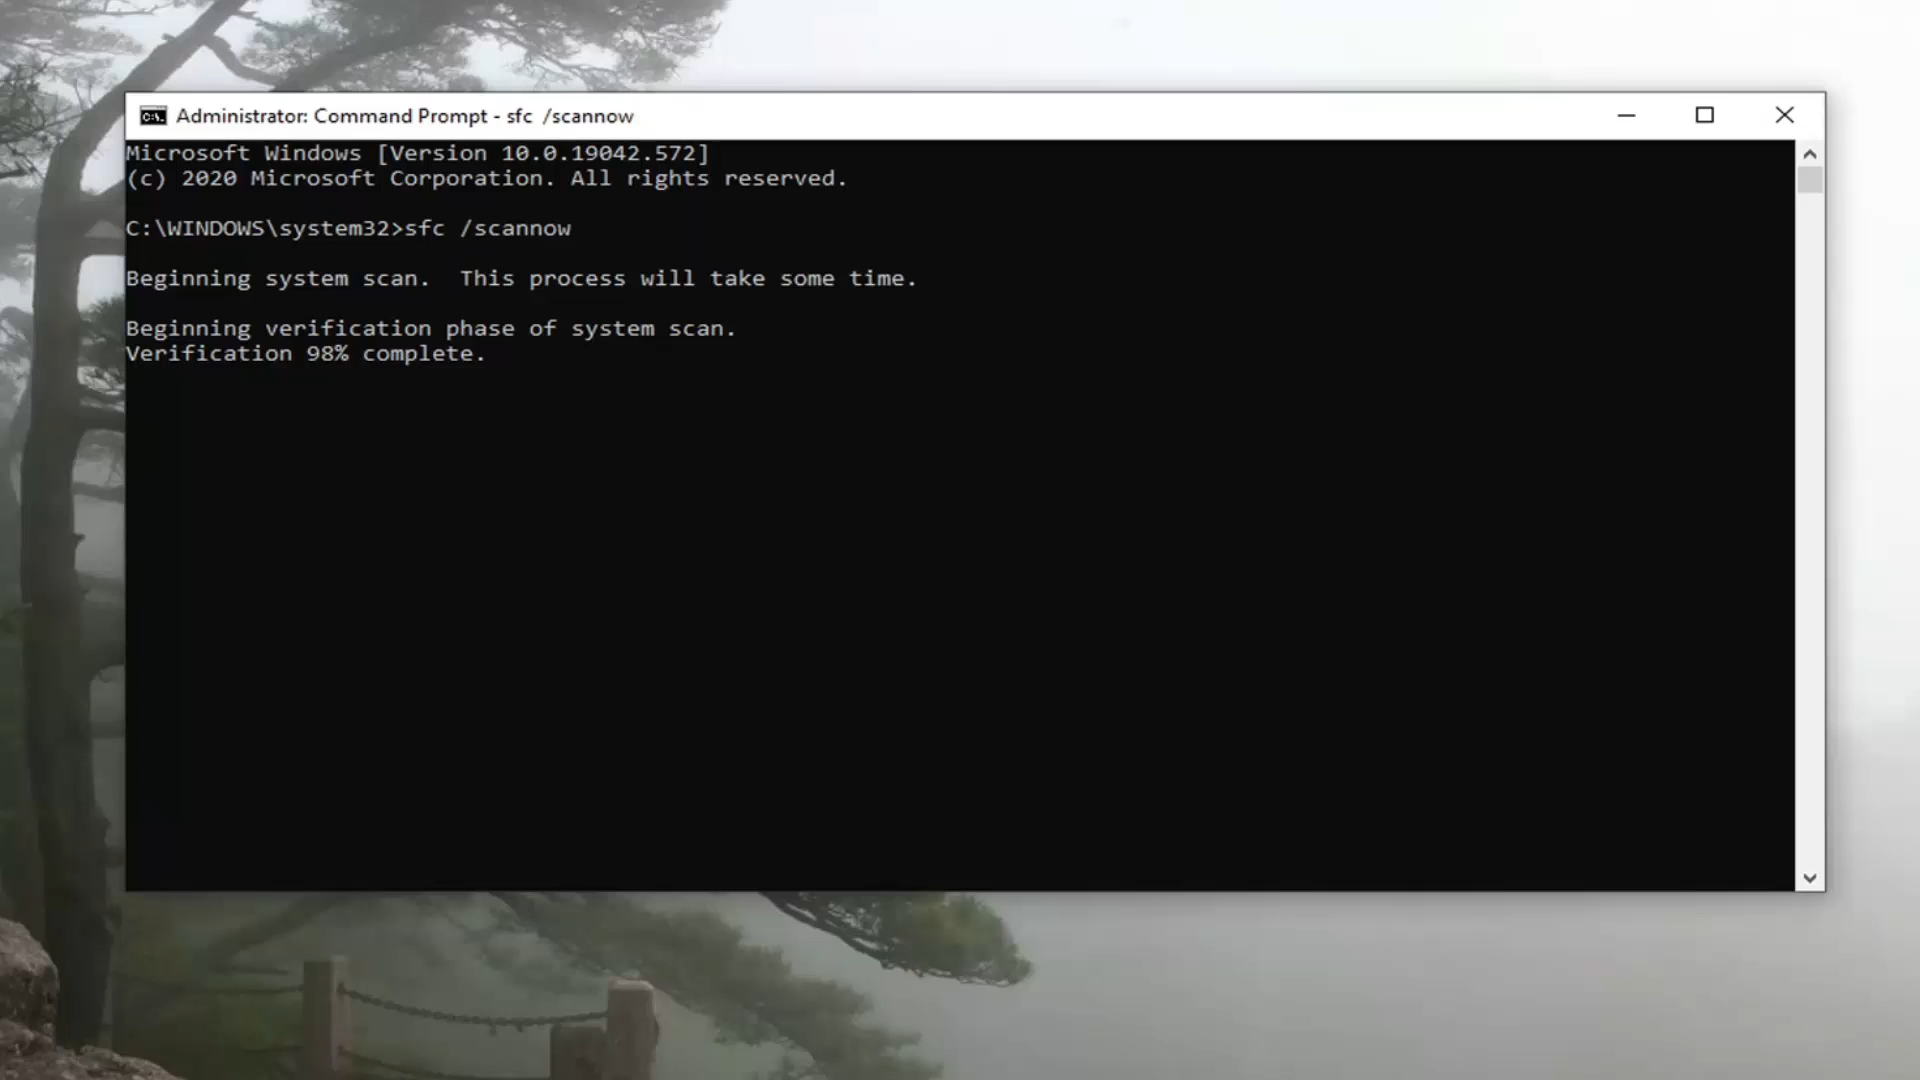 Administrator: Command Prompt - sfc  /scannow
Microsoft Windows [Version 10.0.19042.572]
(c) 2020 Microsoft Corporation. All rights reserved.
C:\WINDOWS\system32>sfc /scannow
Beginning system scan.  This process will take some time.
Beginning verification phase of system scan.
Verification 98% complete.